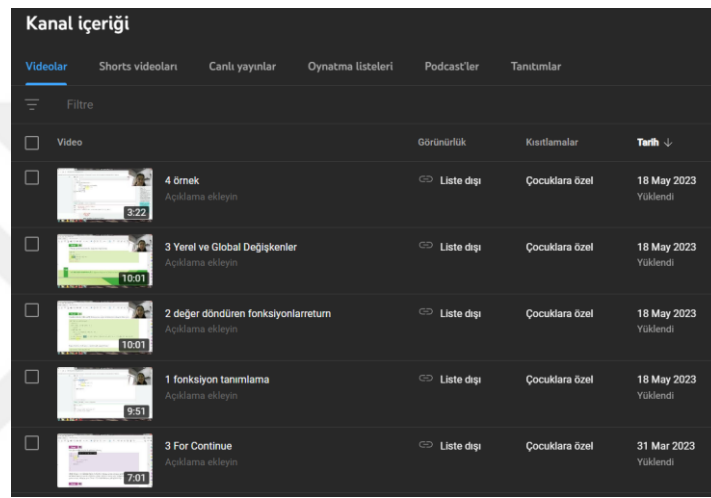 Kanal içeriği
Videolar Shorts videoları Canlı yayınlar Oynatma listeleri Podcast'ler Tanıtımlar
Filtre
Video Görünürlük Kısıtlamalar Tarih ↓
4 örnek Liste dışı Çocuklara özel 18 May 2023
Açıklama ekleyin Yüklendi
3:22
3 Yerel ve Global Değişkenler Liste dışı Çocuklara özel 18 May 2023
Açıklama ekleyin Yüklendi
10:01
2 değer döndüren fonksiyonlarreturn Liste dışı Çocuklara özel 18 May 2023
Açıklama ekleyin Yüklendi
10:01
1 fonksiyon tanımlama Liste dışı Çocuklara özel 18 May 2023
Açıklama ekleyin Yüklendi
9:51
3 For Continue Liste dışı Çocuklara özel 31 Mar 2023
Açıklama ekleyin Yüklendi
7:01